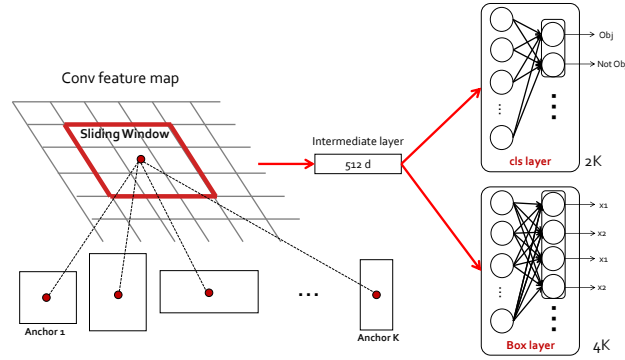 Conv feature map
Sliding Window
Intermediate layer
512 d
Obj
Not Ob
...
cls layer
2K
x1
x2
x1
x2
...
Box layer
4K
...
Anchor 1
Anchor K